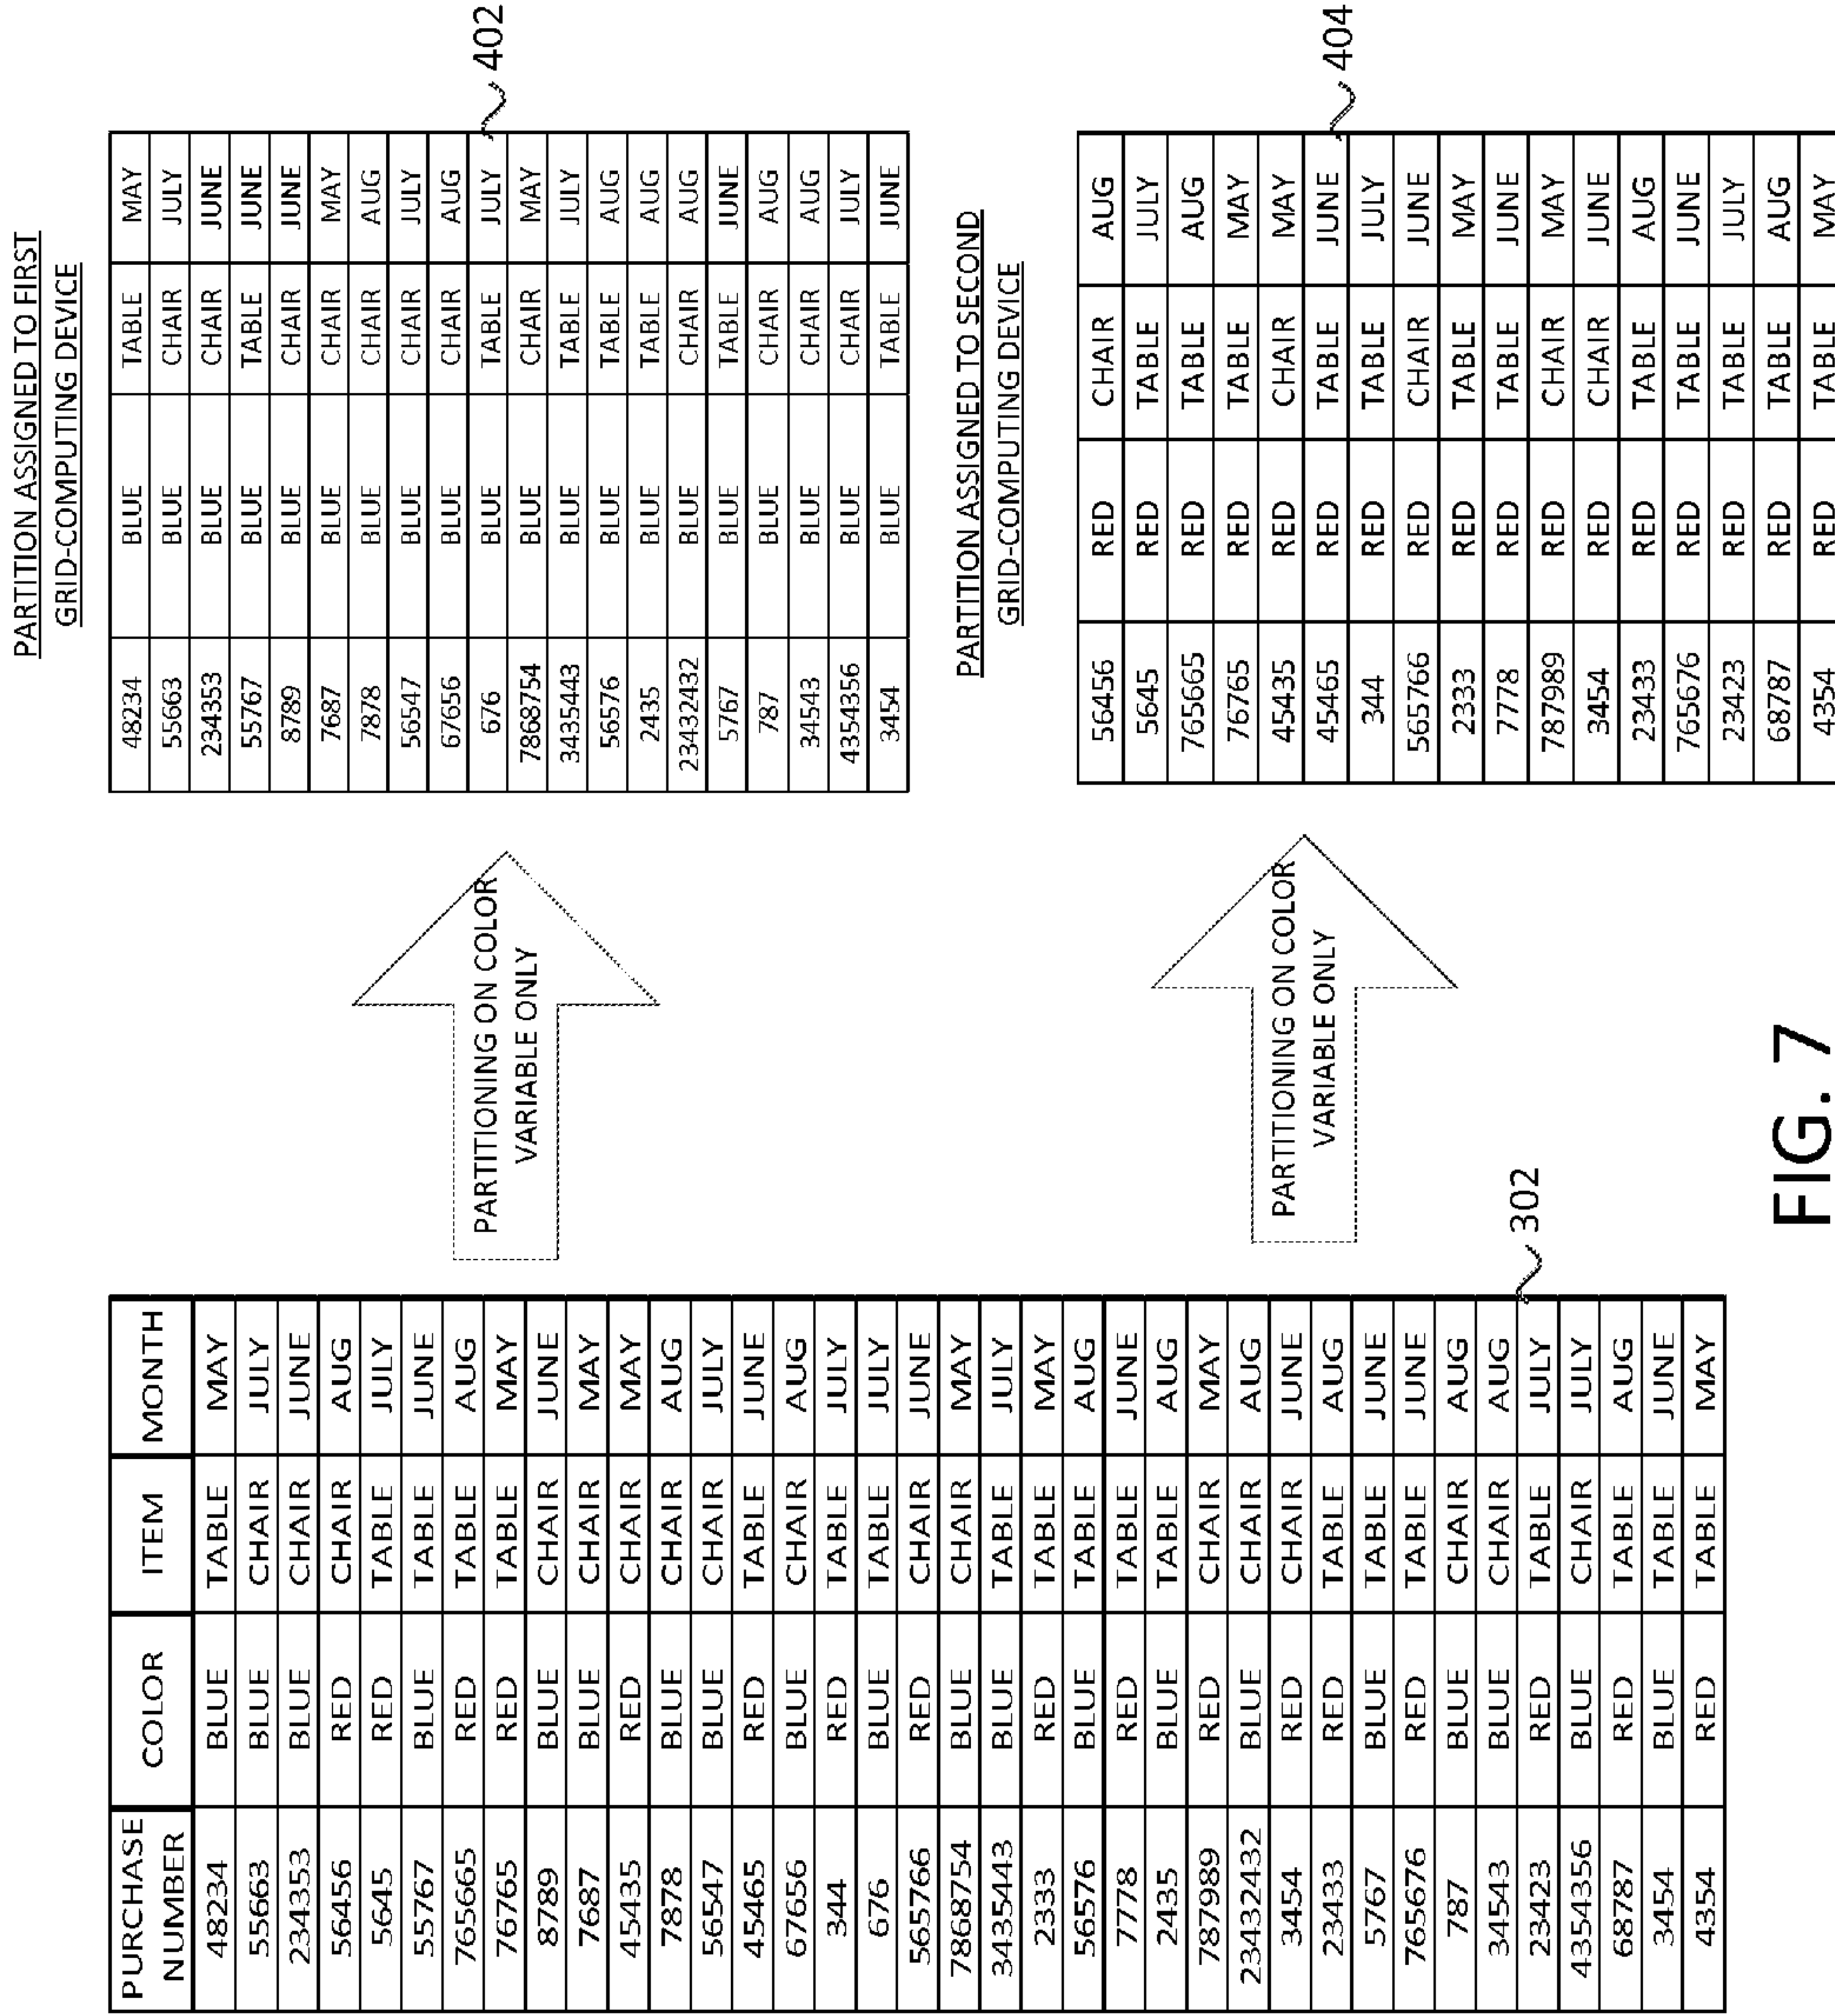 PURCHASE NUMBER COLOR ITEM MONTH
48234 BLUE TABLE MAY
55663 BLUE CHAIR JULY
234353 BLUE CHAIR JUNE
56456 RED CHAIR AUG
5645 RED TABLE JULY
55767 BLUE TABLE JUNE
765665 RED TABLE AUG
76765 RED TABLE MAY
8789 BLUE CHAIR JUNE
7687 BLUE CHAIR MAY
45435 RED CHAIR MAY
7878 BLUE CHAIR AUG
56547 BLUE CHAIR JULY
45465 RED TABLE JUNE
67656 BLUE CHAIR AUG
344 RED TABLE JULY
676 BLUE TABLE JULY
565766 RED CHAIR JUNE
7868754 BLUE CHAIR MAY
3435443 BLUE TABLE JULY
2333 RED TABLE MAY
56576 BLUE TABLE AUG
7778 RED TABLE JUNE
2435 BLUE TABLE AUG
787989 RED CHAIR MAY
23432432 BLUE CHAIR AUG
3454 RED CHAIR JUNE
23433 RED TABLE AUG
5767 BLUE TABLE JUNE
765676 RED TABLE JUNE
787 BLUE CHAIR AUG
34543 BLUE CHAIR AUG
23423 RED TABLE JULY
4354356 BLUE CHAIR JULY
68787 RED TABLE AUG
3454 BLUE TABLE JUNE
4354 RED TABLE MAY
302
PARTITIONING ON COLOR
VARIABLE ONLY
PARTITIONING ON COLOR
VARIABLE ONLY
PARTITION ASSIGNED TO FIRST
GRID-COMPUTING DEVICE
48234 BLUE TABLE MAY
55663 BLUE CHAIR JULY
234353 BLUE CHAIR JUNE
55767 BLUE TABLE JUNE
8789 BLUE CHAIR JUNE
7687 BLUE CHAIR MAY
7878 BLUE CHAIR AUG
56547 BLUE CHAIR JULY
67656 BLUE CHAIR AUG
676 BLUE TABLE JULY
7868754 BLUE CHAIR MAY
3435443 BLUE TABLE JULY
56576 BLUE TABLE AUG
2435 BLUE TABLE AUG
23432432 BLUE CHAIR AUG
5767 BLUE TABLE JUNE
787 BLUE CHAIR AUG
34543 BLUE CHAIR AUG
4354356 BLUE CHAIR JULY
3454 BLUE TABLE JUNE
402
PARTITION ASSIGNED TO SECOND
GRID-COMPUTING DEVICE
56456 RED CHAIR AUG
5645 RED TABLE JULY
765665 RED TABLE AUG
76765 RED TABLE MAY
45435 RED CHAIR MAY
45465 RED TABLE JUNE
344 RED TABLE JULY
565766 RED CHAIR JUNE
2333 RED TABLE MAY
7778 RED TABLE JUNE
787989 RED CHAIR MAY
3454 RED CHAIR JUNE
23433 RED TABLE AUG
765676 RED TABLE JUNE
23423 RED TABLE JULY
68787 RED TABLE AUG
4354 RED TABLE MAY
404
FIG. 7